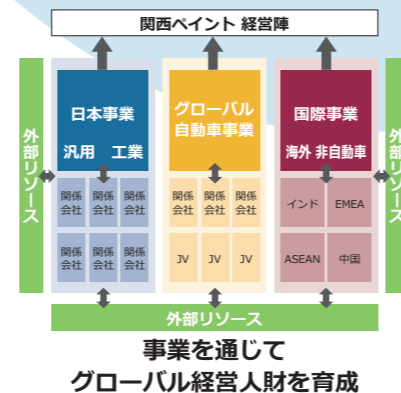 関西ペイント 経営陣
日本事業
汎用 工業
グローバル
自動車事業
国際事業
海外 非自動車
外部リソース
外部リソース
関係会社
関係会社
関係会社
関係会社
関係会社
関係会社
関係会社
関係会社
関係会社
JV
JV
JV
インド
EMEA
ASEAN
中国
外部リソース
事業を通じて
グローバル経営人財を育成